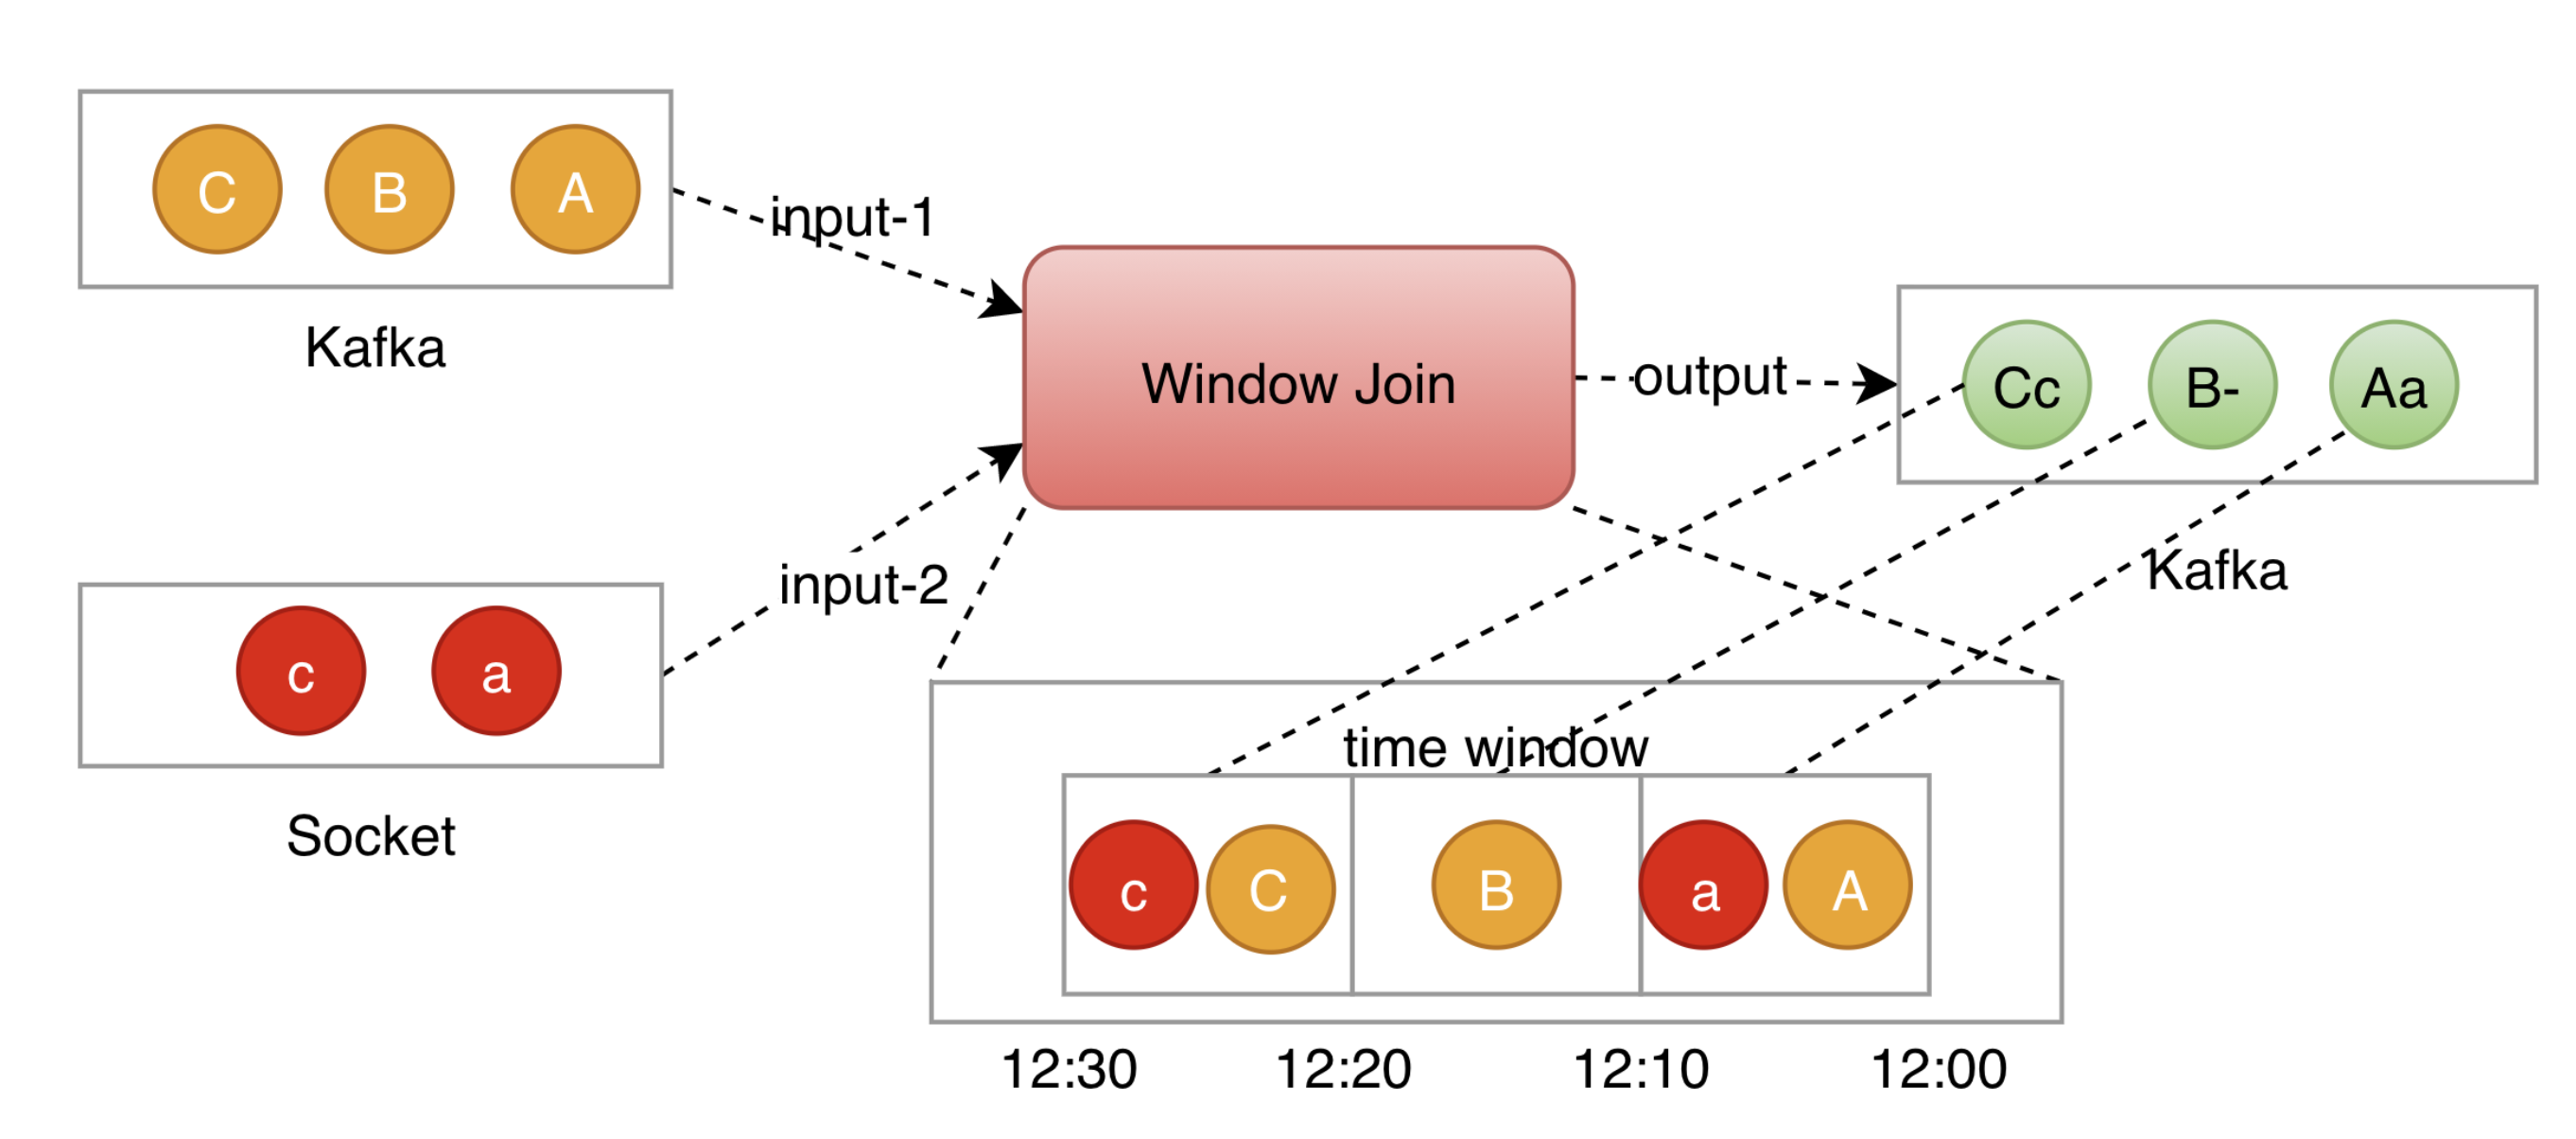 C B A
Kafka
input-1
Window Join
output
Cc B- Aa
Kafka
c a
Socket
input-2
time window
c C B a A
12:30 12:20 12:10 12:00